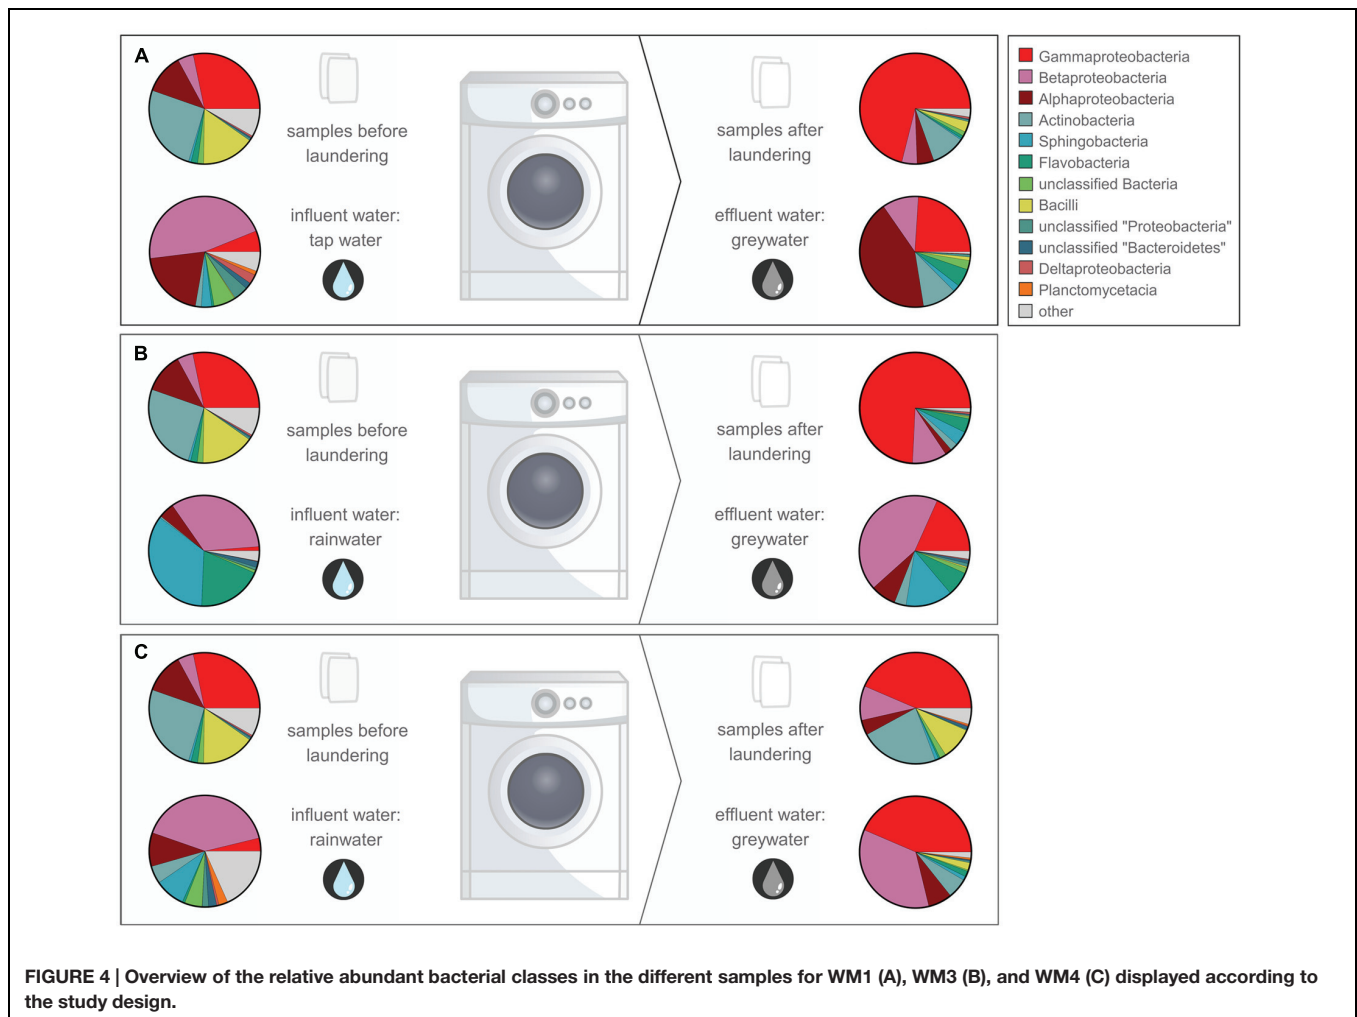 A
samples before
laundering
influent water:
tap water
samples after
laundering
effluent water:
greywater
Gammaproteobacteria
Betaproteobacteria
Alphaproteobacteria
Actinobacteria
Sphingobacteria
Flavobacteria
unclassified Bacteria
Bacilli
unclassified "Proteobacteria"
unclassified "Bacteroidetes"
Deltaproteobacteria
Planctomycetacia
other
B
samples before
laundering
influent water:
rainwater
samples after
laundering
effluent water:
greywater
C
samples before
laundering
influent water:
rainwater
samples after
laundering
effluent water:
greywater
FIGURE 4 | Overview of the relative abundant bacterial classes in the different samples for WM1 (A), WM3 (B), and WM4 (C) displayed according to
the study design.